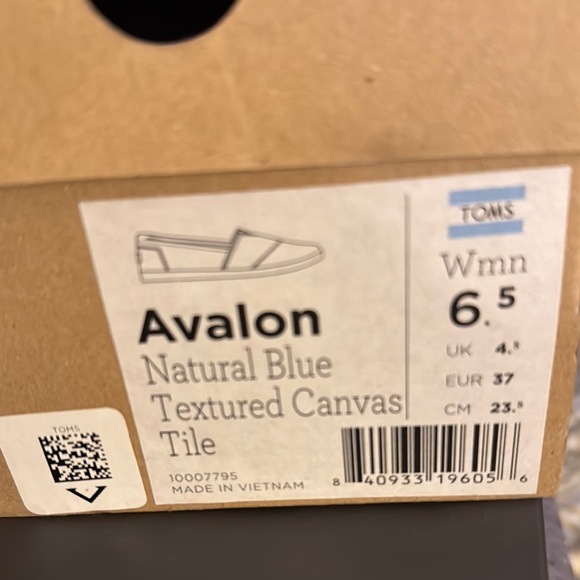 TOMS
Wmn
6.5
UK 4.5
EUR 37
CM 23.5
Avalon
Natural Blue
Textured Canvas
Tile
10007795
MADE IN VIETNAM
8 40933 19605 6
TOMS